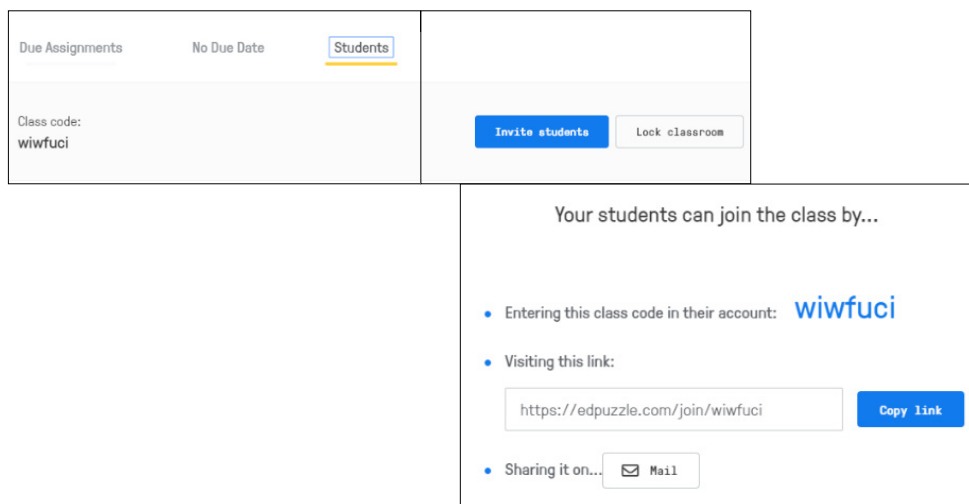 Due Assignments No Due Date Students
Class code:
wiwfuci
Invite students Lock classroom
Your students can join the class by...
Entering this class code in their account: wiwfuci
Visiting this link:
https://edpuzzle.com/join/wiwfuci Copy link
Sharing it on... Mail